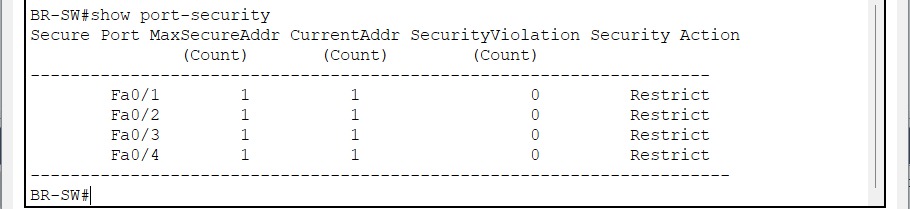 BR-SW#show port-security
Secure Port MaxSecureAddr CurrentAddr SecurityViolation Security Action
(Count) (Count) (Count)
--------------------------------------------------------------------
Fa0/1 1 1 0 Restrict
Fa0/2 1 1 0 Restrict
Fa0/3 1 1 0 Restrict
Fa0/4 1 1 0 Restrict
----------------------------------------------------------------------
BR-SW#